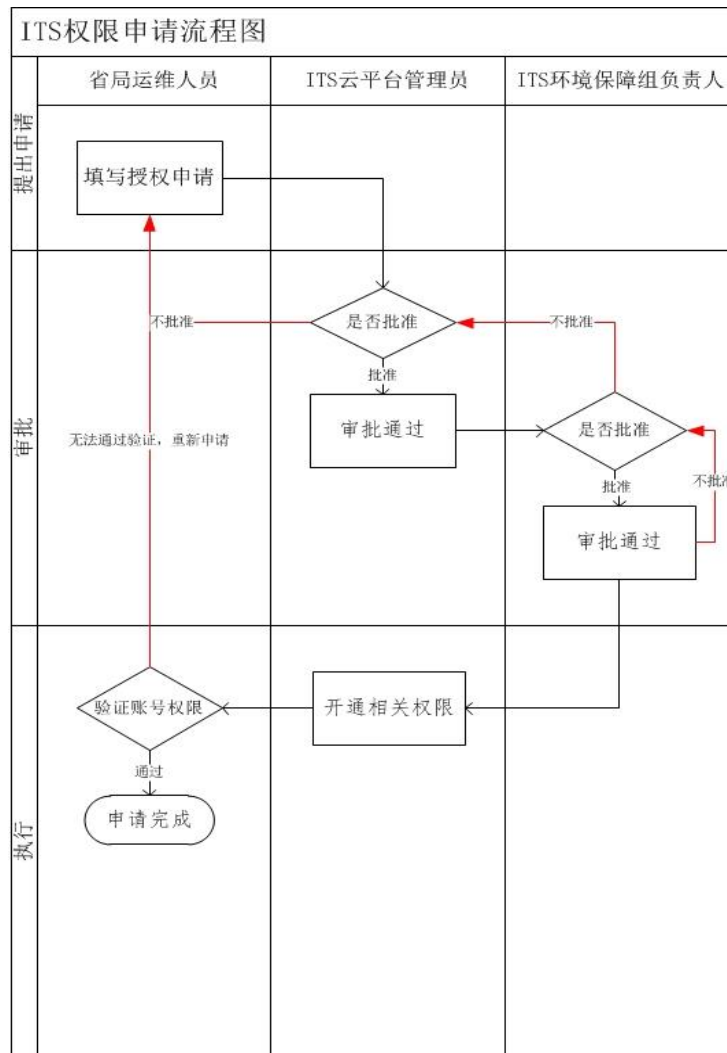 ITS权限申请流程图
省局运维人员
ITS云平台管理员
ITS环境保障组负责人
提出申请
填写授权申请
审批
是否批准
不批准
不批准
批准
审批通过
是否批准
无法通过验证，重新申请
批准
不批准
审批通过
执行
验证账号权限
开通相关权限
通过
申请完成